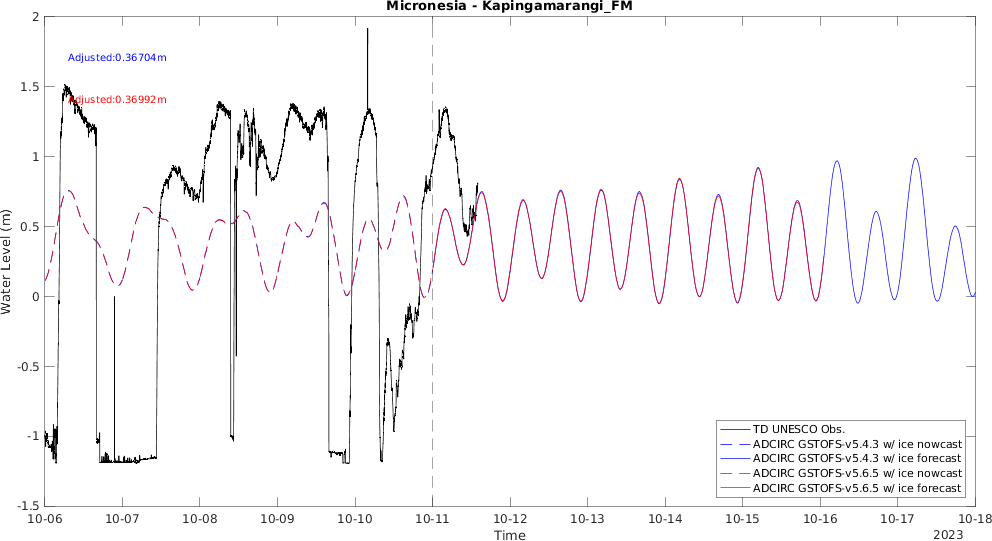 Micronesia - Kapingamarangi_FM
2
Adjusted:0.36704m
1.5
Adjusted:0.36992m
1
0.5
0
-0.5
-1
-1.5
Water Level (m)
TD UNESCO Obs.
ADCIRC GSTOFS-v5.4.3 w/ ice nowcast
ADCIRC GSTOFS-v5.4.3 w/ ice forecast
ADCIRC GSTOFS-v5.6.5 w/ ice nowcast
ADCIRC GSTOFS-v5.6.5 w/ ice forecast
10-06 10-07 10-08 10-09 10-10 10-11 10-12 10-13 10-14 10-15 10-16 10-17 10-18
Time
2023